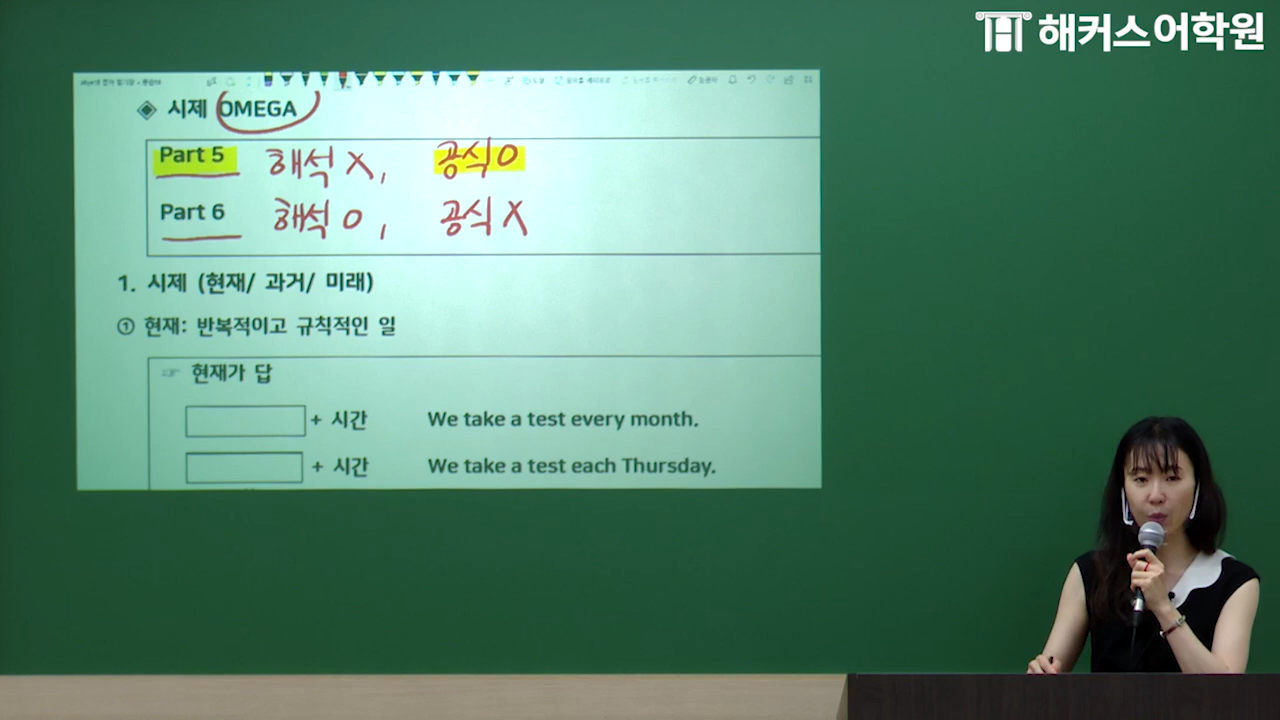 해커스어학원
시제 OMEGA
Part 5 해석 X, 공식 O
Part 6 해석 O, 공식 X
1. 시제 (현재/ 과거/ 미래)
① 현재: 반복적이고 규칙적인 일
☞ 현재가 답
+ 시간 We take a test every month.
+ 시간 We take a test each Thursday.